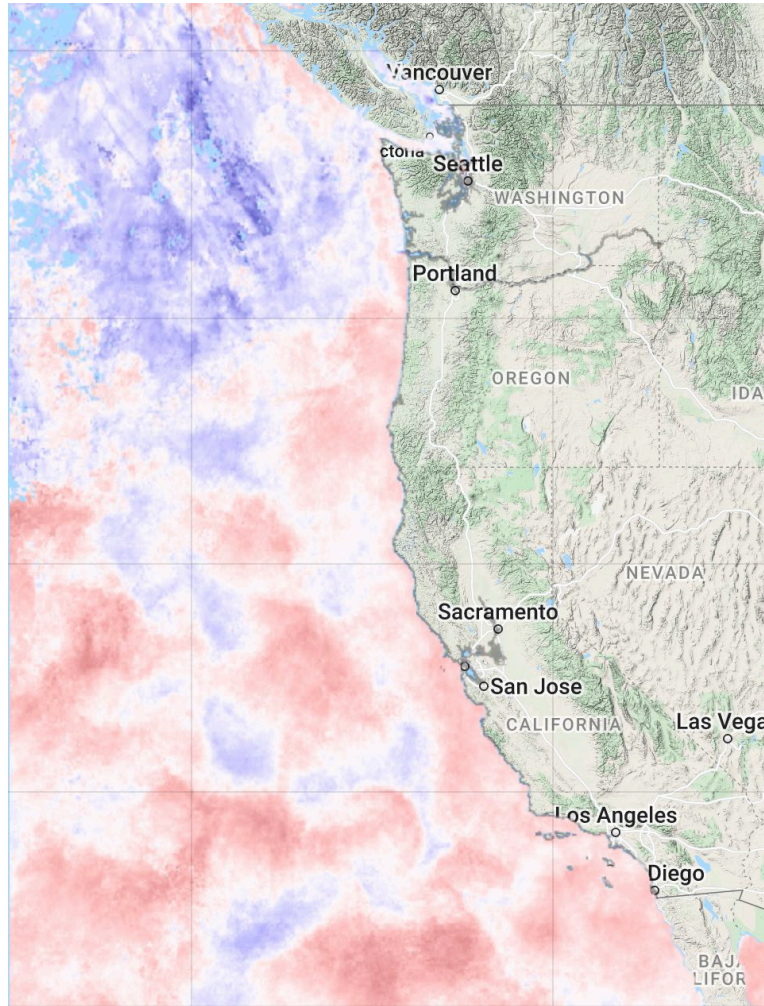 Vancouver
ctoria
Seattle
WASHINGTON
Portland
OREGON
IDA
NEVADA
Sacramento
San Jose
CALIFORNIA
Las Vega
Los Angeles
Diego
BAJA
LIFOR